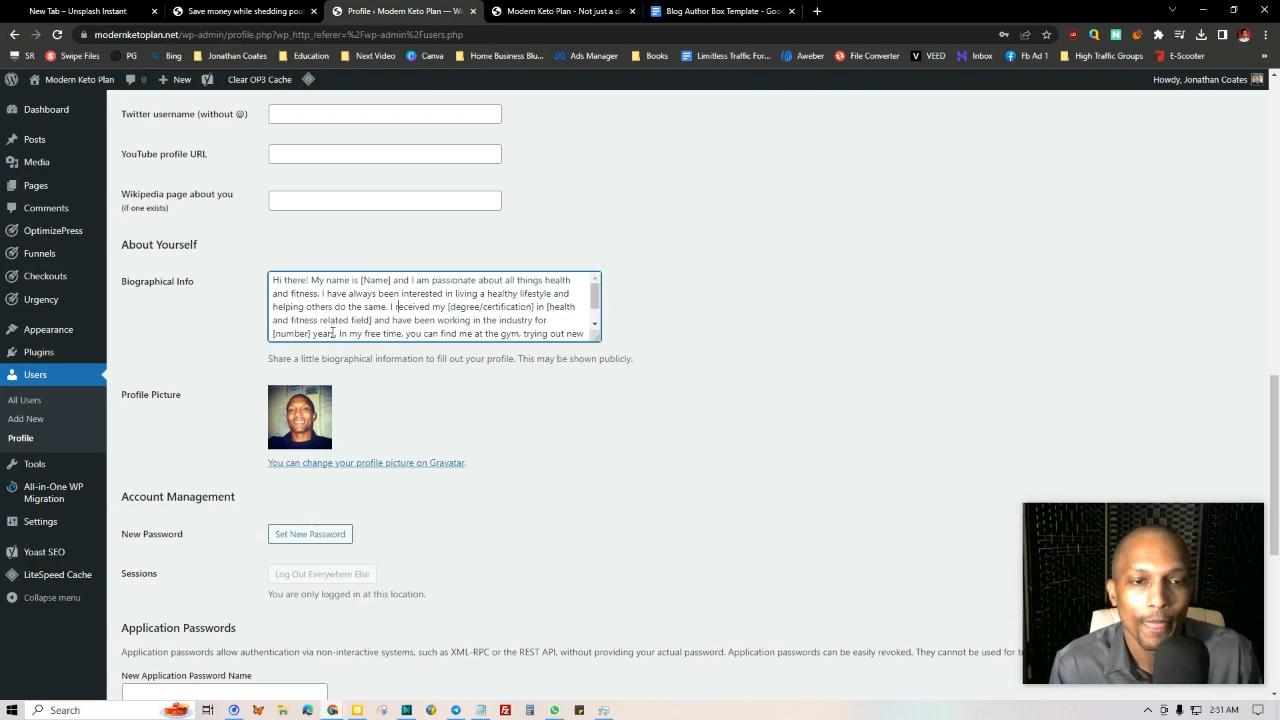 Users ‹ Modern Keto Plan — WordP
Profile ‹ Modern Keto Plan — W
Modern Keto Plan - Not just a di
Blog Author Box Template - Goo
modernketoplan.net/wp-admin/profile.php?wp_http_referer=%2Fwp-admin%2Fusers.php
SR
PG
Bing
Jonathan Coates
Education
New Video
Canva
Home Business Blu...
Ads Manager
Books
Limitless Traffic For...
Aweber
File Converter
VEED
Inbox
Fb Ad 1
High Traffic Groups
E-Scooter
Modern Keto Plan
0
New
Clear OP3 Cache
Howdy, Jonathan Coates
Dashboard
Posts
Media
Pages
Comments
OptimizePress
Funnels
Checkouts
Urgency
Appearance
Plugins
Users
All Users
Add New
Profile
Tools
All-in-One WP
Migration
Settings
Yoast SEO
LiteSpeed Cache
Collapse menu
Twitter username (without @)
YouTube profile URL
Wikipedia page about you
(if one exists)
About Yourself
Biographical Info
Hi there! My name is [Name] and I am passionate about all things health
and fitness. I have always been interested in living a healthy lifestyle and
helping others do the same. I received my [degree/certification] in [health
and fitness related field] and have been working in the industry for
[number] years. In my free time, you can find me at the gym, trying out new
Share a little biographical information to fill out your profile. This may be shown publicly.
Profile Picture
You can change your profile picture on Gravatar.
Account Management
New Password
Set New Password
Sessions
Log Out Everywhere Else
You are only logged in at this location.
Application Passwords
Application passwords allow authentication via non-interactive systems, such as XML-RPC or the REST API, without providing your actual password. Application passwords can be easily revoked. They cannot be used for
New Application Password Name
Search
2:51 AM